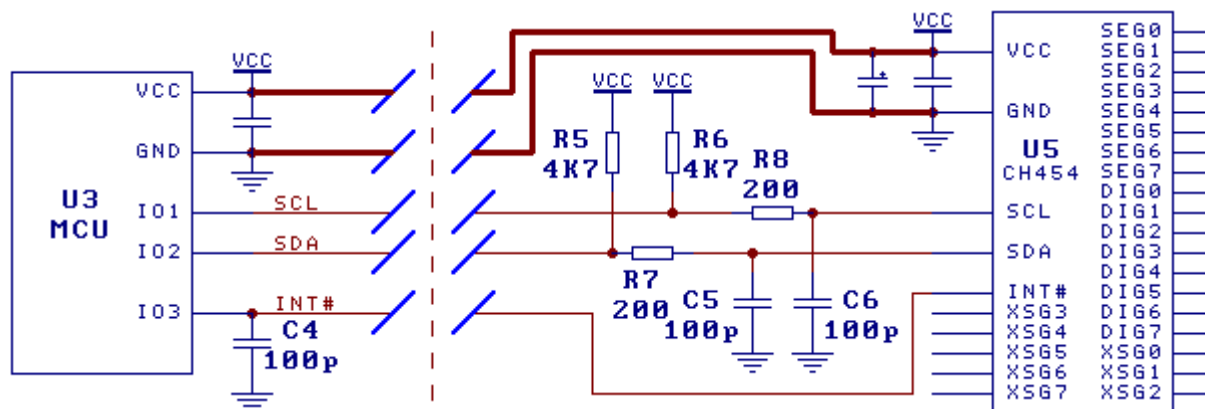 VCC
VCC
GND
U3
MCU
IO1
IO2
IO3
SCL
SDA
INT#
C4
100p
VCC
VCC
R5
4K7
R6
4K7
R8
200
R7
200
C5
100p
C6
100p
VCC
VCC
GND
U5
CH454
SCL
SDA
INT#
XSG3
XSG4
XSG5
XSG6
XSG7
SEG0
SEG1
SEG2
SEG3
SEG4
SEG5
SEG6
SEG7
DIG0
DIG1
DIG2
DIG3
DIG4
DIG5
DIG6
DIG7
XSG0
XSG1
XSG2